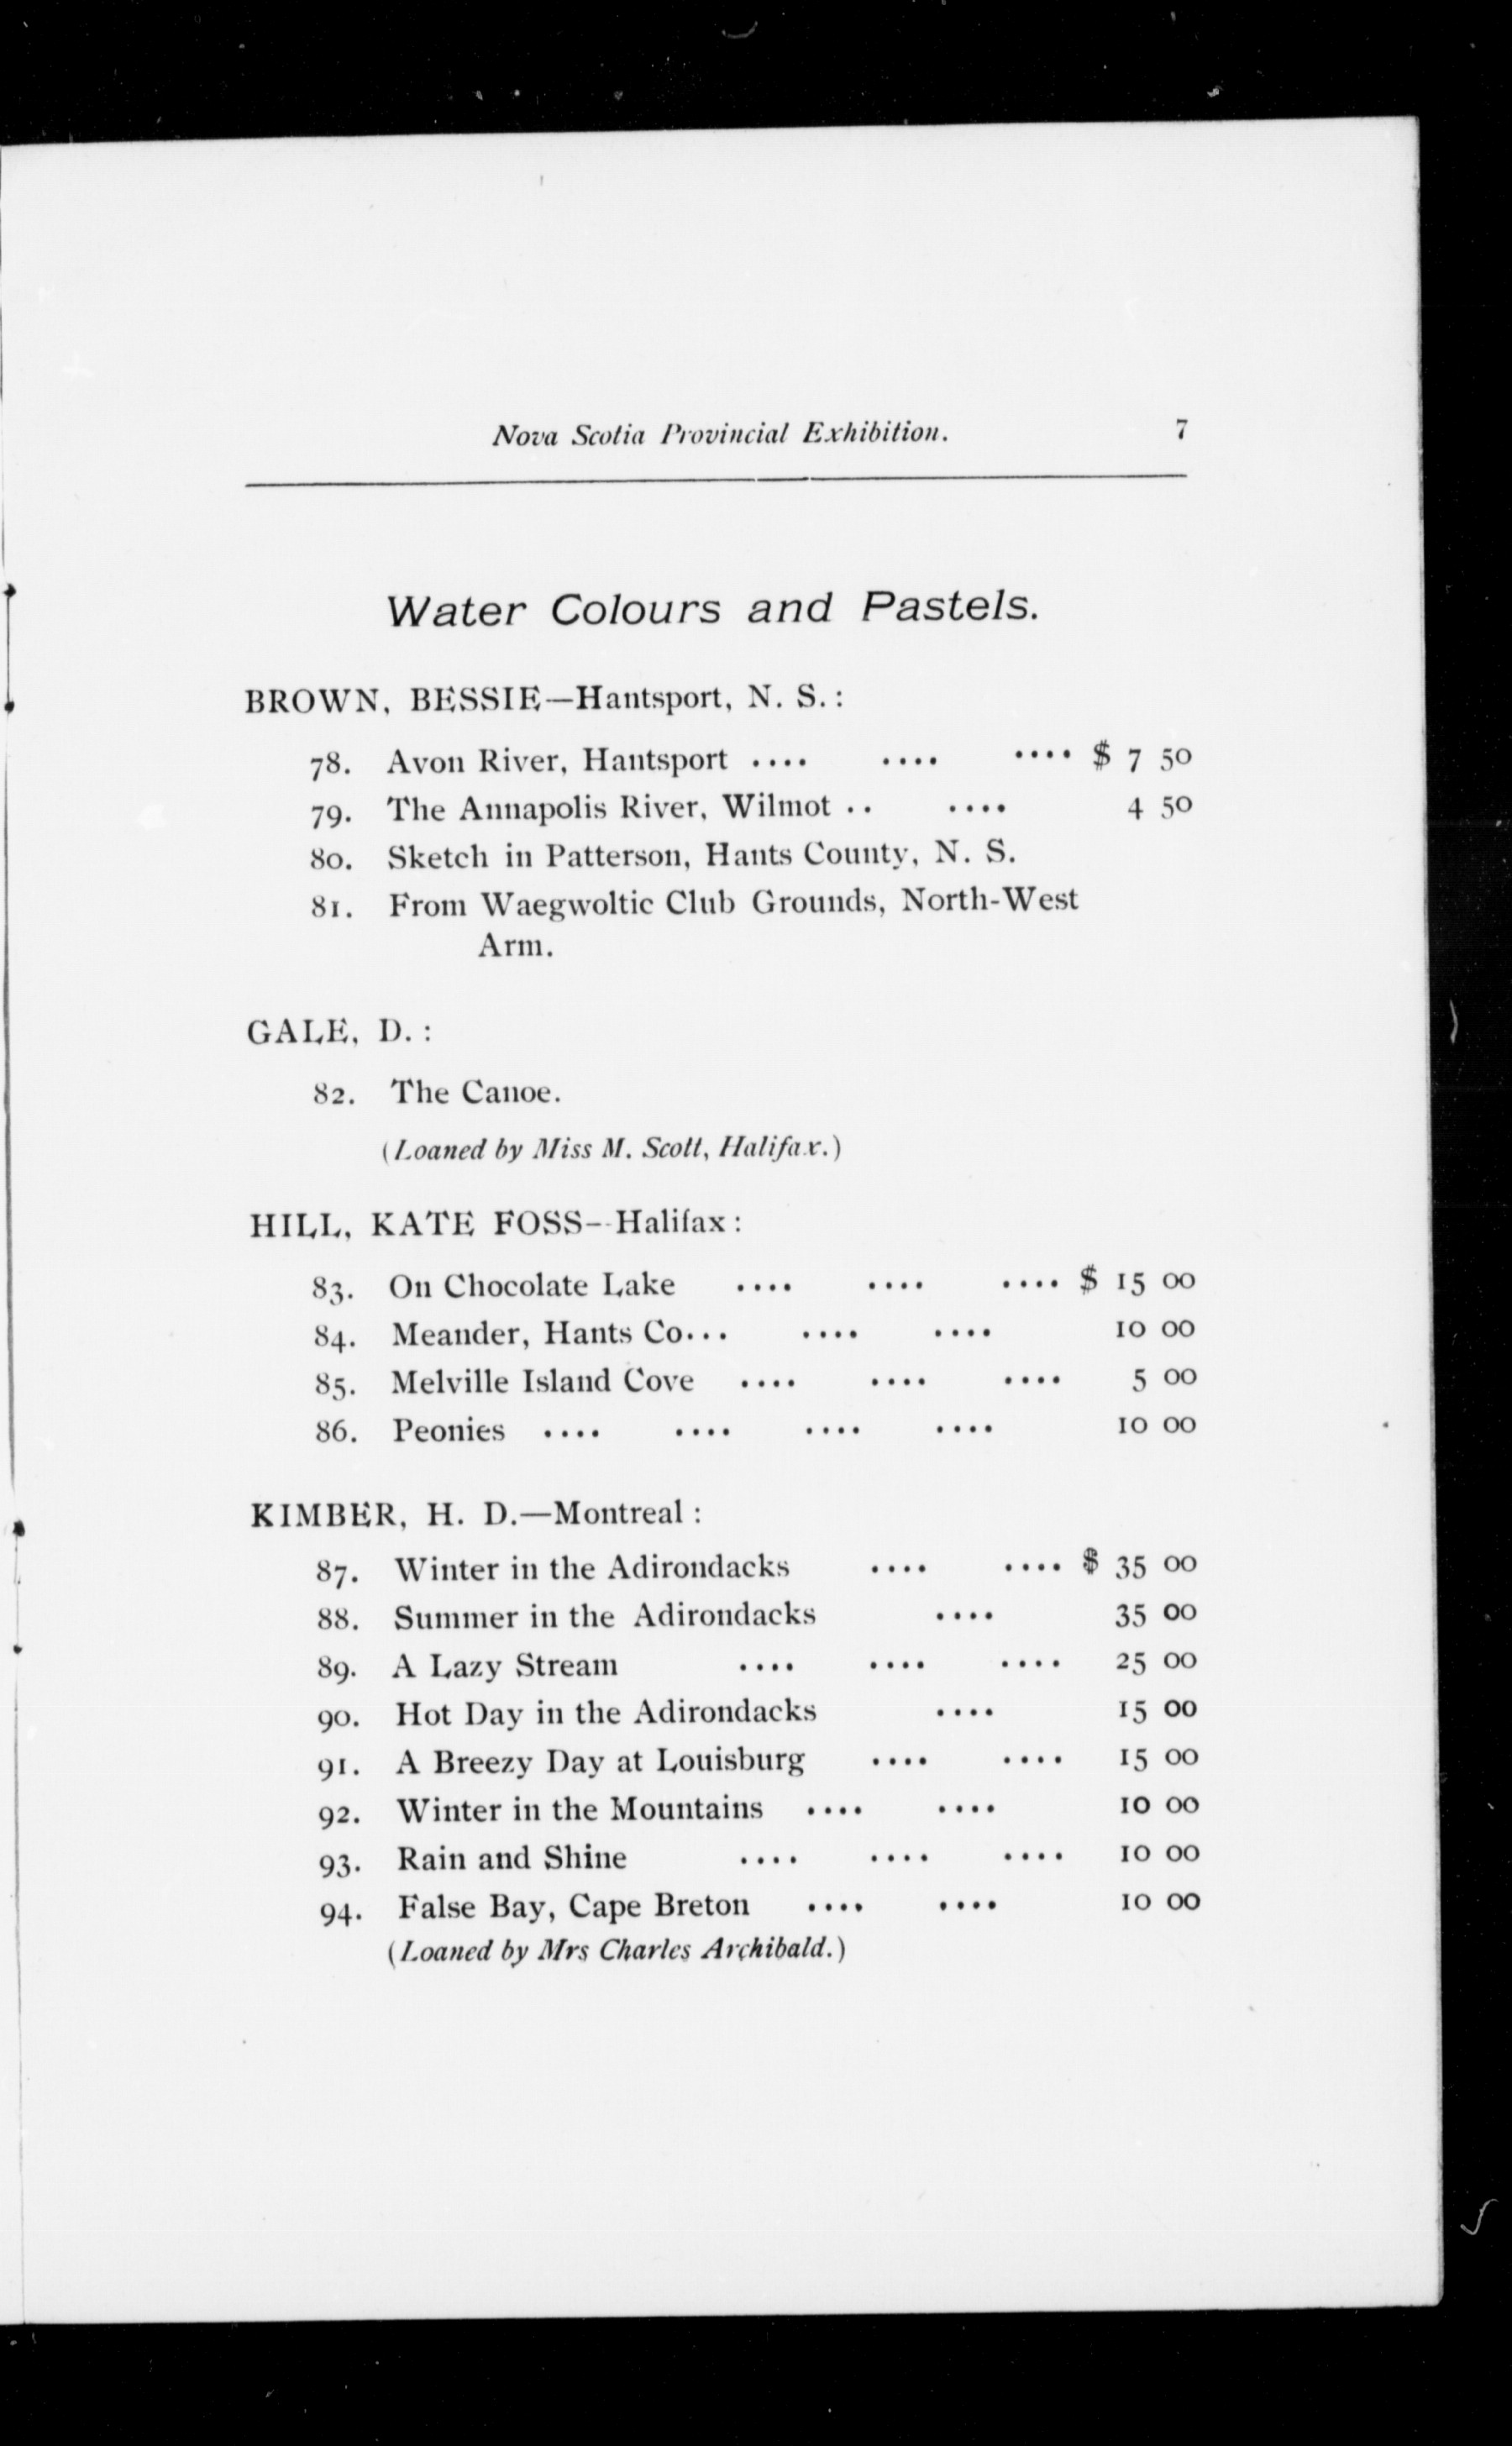 Nova Scotia Provincial Exhibition. 7
Water Colours and Pastels.
BROWN, BESSIE—Hantsport, N. S.:
78. Avon River, Hantsport .... .... .... $ 7 50
79. The Annapolis River, Wilmot .. .... 4 50
80. Sketch in Patterson, Hants County, N. S.
81. From Waegwoltic Club Grounds, North-West
Arm.
GALE, D. :
82. The Canoe.
(Loaned by Miss M. Scott, Halifax.)
HILL, KATE FOSS--Halifax :
83. On Chocolate Lake .... .... .... $ 15 00
84. Meander, Hants Co... .... .... 10 00
85. Melville Island Cove .... .... .... 5 00
86. Peonies .... .... .... .... 10 00
KIMBER, H. D.—Montreal :
87. Winter in the Adirondacks .... .... $ 35 00
88. Summer in the Adirondacks .... 35 00
89. A Lazy Stream .... .... .... 25 00
90. Hot Day in the Adirondacks .... 15 00
91. A Breezy Day at Louisburg .... .... 15 00
92. Winter in the Mountains .... .... 10 00
93. Rain and Shine .... .... .... 10 00
94. False Bay, Cape Breton .... .... 10 00
(Loaned by Mrs Charles Archibald.)